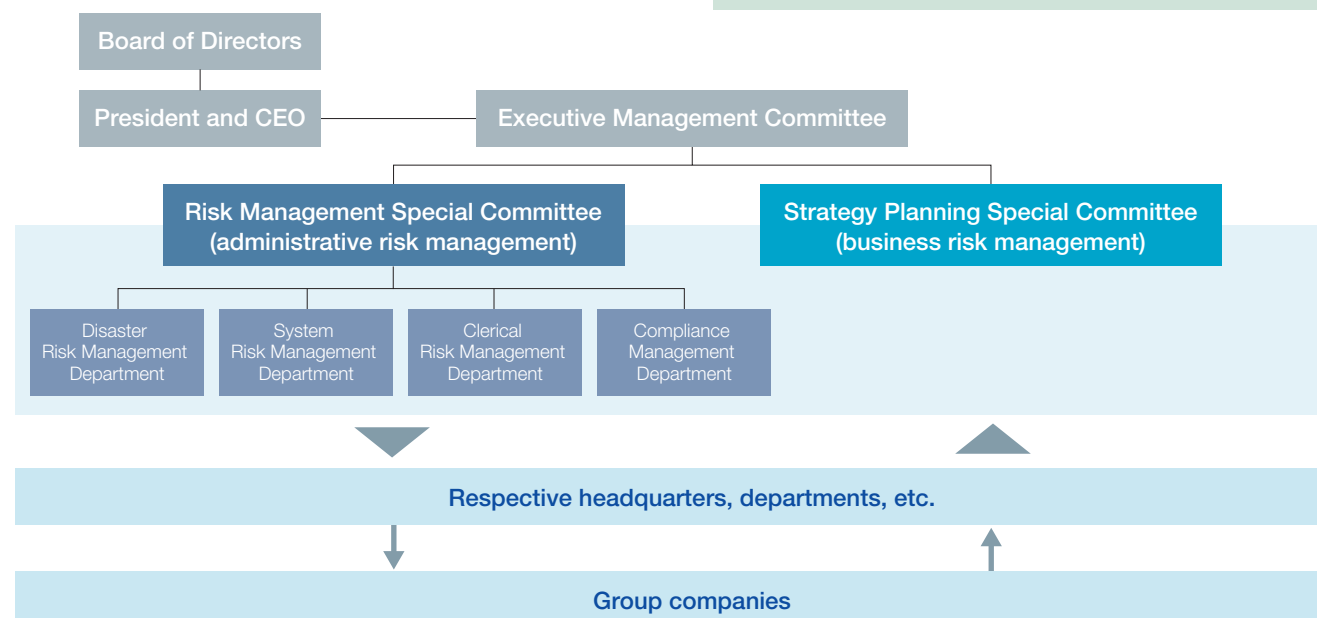 Board of Directors
President and CEO
Executive Management Committee
Risk Management Special Committee
(administrative risk management)
Strategy Planning Special Committee
(business risk management)
Disaster
Risk Management
Department
System
Risk Management
Department
Clerical
Risk Management
Department
Compliance
Management
Department
Respective headquarters, departments, etc.
Group companies